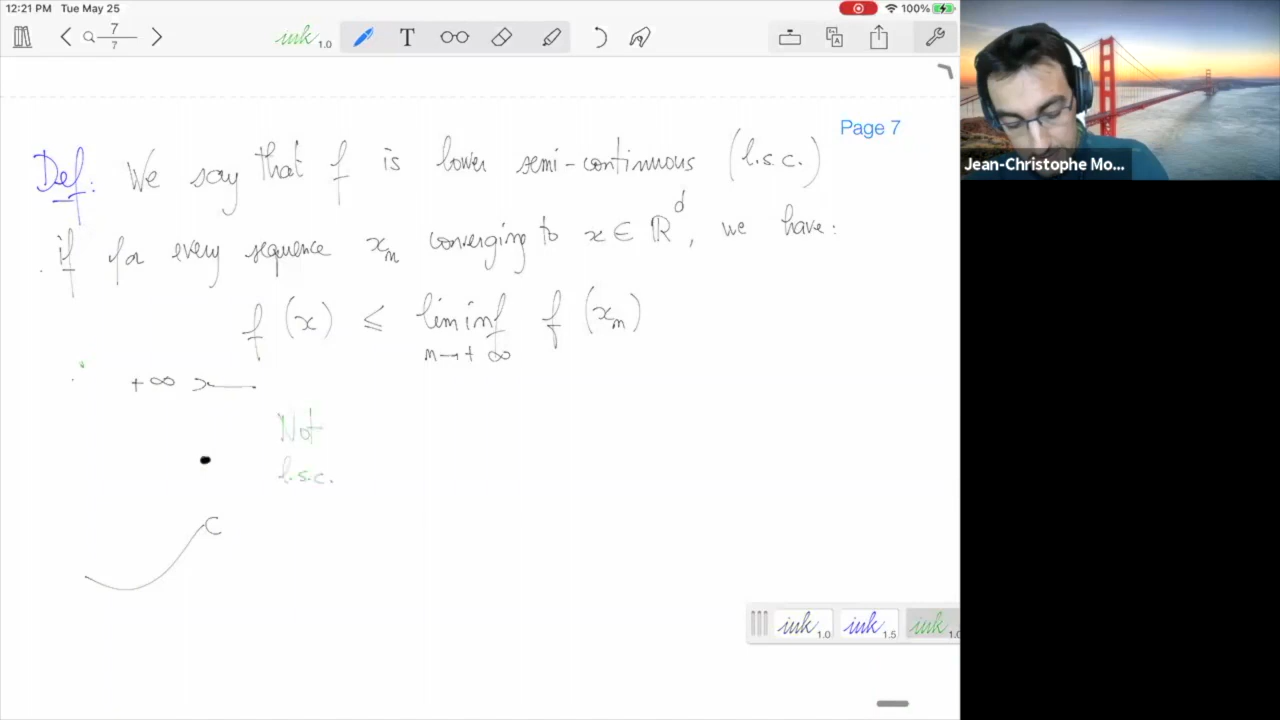 12:21 PM Tue May 25
100%
7
7
ink 1.0
T
Page 7
Def: We say that f is lower semi-continuous (l.s.c.)
if for every sequence xₙ converging to x ∈ ℝᵈ, we have:
f(x) ≤ lim inf f(xₙ)
n→+∞
+∞
Not
l.s.c.
ink 1.0 ink 1.5 ink 1.0
Jean-Christophe Mo...